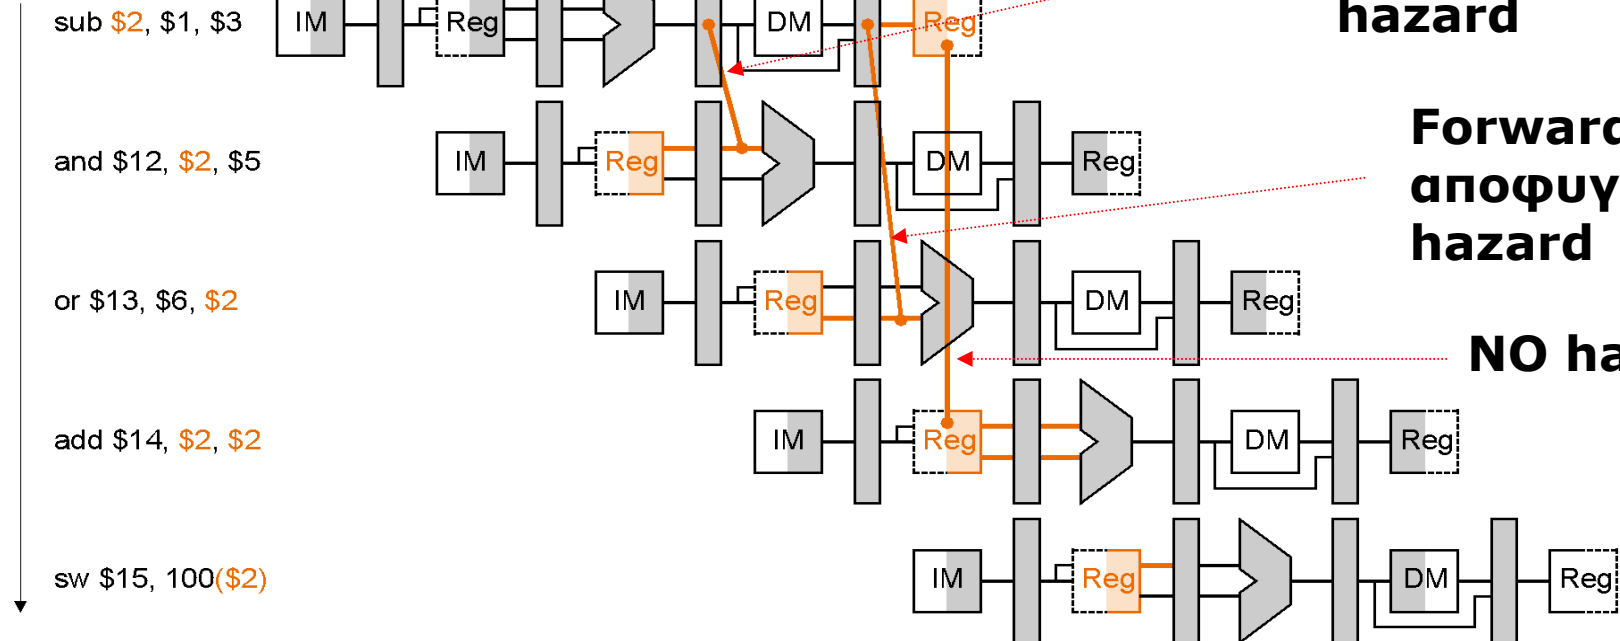 sub $2, $1, $3
IM Reg DM Reg
hazard
and $12, $2, $5
IM Reg DM Reg
Forward
αποφυγ
hazard
or $13, $6, $2
IM Reg DM Reg
NO ha
add $14, $2, $2
IM Reg DM Reg
sw $15, 100($2)
IM Reg DM Reg